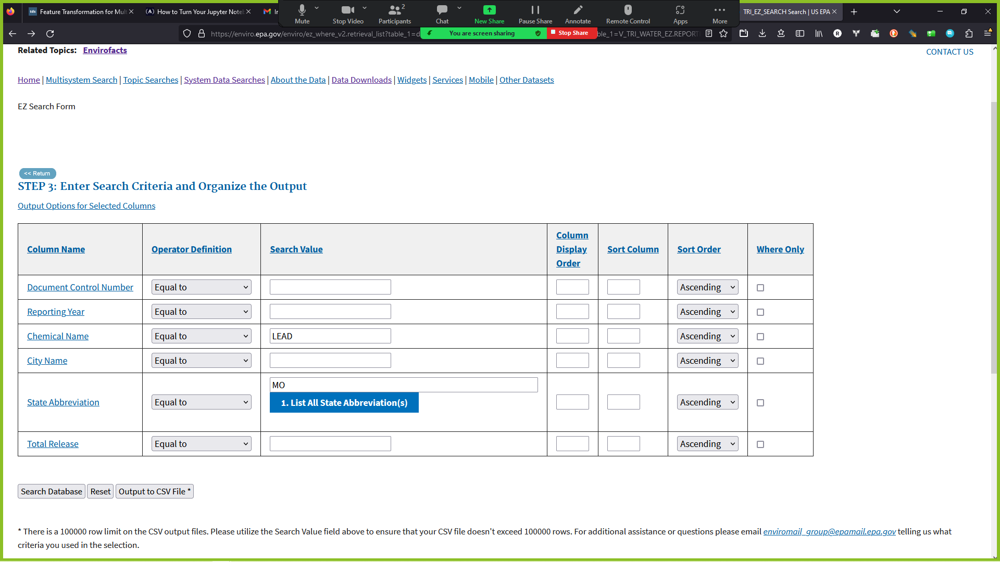 Feature Transformation for Mul
How to Turn Your Jupyter Note
TRI_EZ_SEARCH Search | US EPA
Mute
Stop Video
Participants
2
Chat
New Share
Pause Share
Annotate
Remote Control
Apps
More
https://enviro.epa.gov/enviro/ez_where_v2.retrieval_list?table_1=d
You are screen sharing
Stop Share
ble_1=V_TRI_WATER_EZ.REPORT
Related Topics: Envirofacts
CONTACT US
Home | Multisystem Search | Topic Searches | System Data Searches | About the Data | Data Downloads | Widgets | Services | Mobile | Other Datasets
EZ Search Form
<< Return
STEP 3: Enter Search Criteria and Organize the Output
Output Options for Selected Columns
Column Name Operator Definition Search Value Column Display Order Sort Column Sort Order Where Only
Document Control Number Equal to Ascending
Reporting Year Equal to Ascending
Chemical Name Equal to LEAD Ascending
City Name Equal to Ascending
State Abbreviation Equal to MO Ascending
1. List All State Abbreviation(s)
Total Release Equal to Ascending
Search Database Reset Output to CSV File *
* There is a 100000 row limit on the CSV output files. Please utilize the Search Value field above to ensure that your CSV file doesn't exceed 100000 rows. For additional assistance or questions please email enviromail_group@epamail.epa.gov telling us what
criteria you used in the selection.